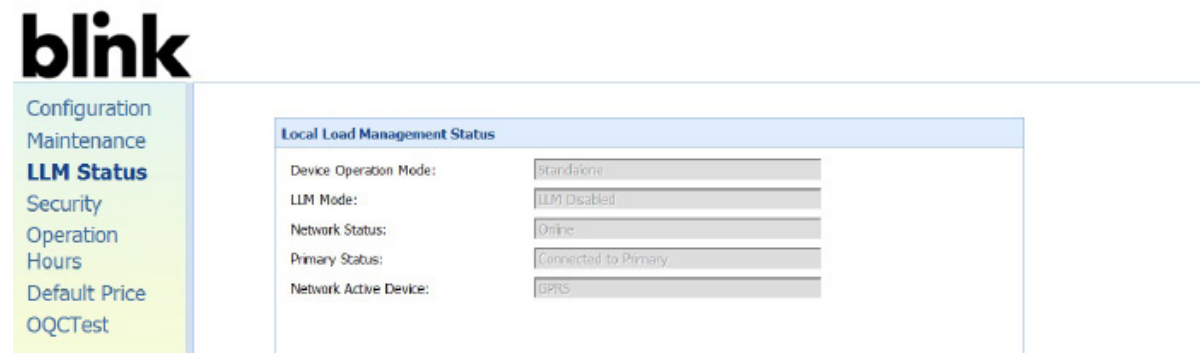 blink
Configuration
Maintenance
LLM Status
Security
Operation
Hours
Default Price
OQCTest
Local Load Management Status
Device Operation Mode: Standalone
LLM Mode: LLM Disabled
Network Status: Online
Primary Status: Connected to Primary
Network Active Device: GPRS